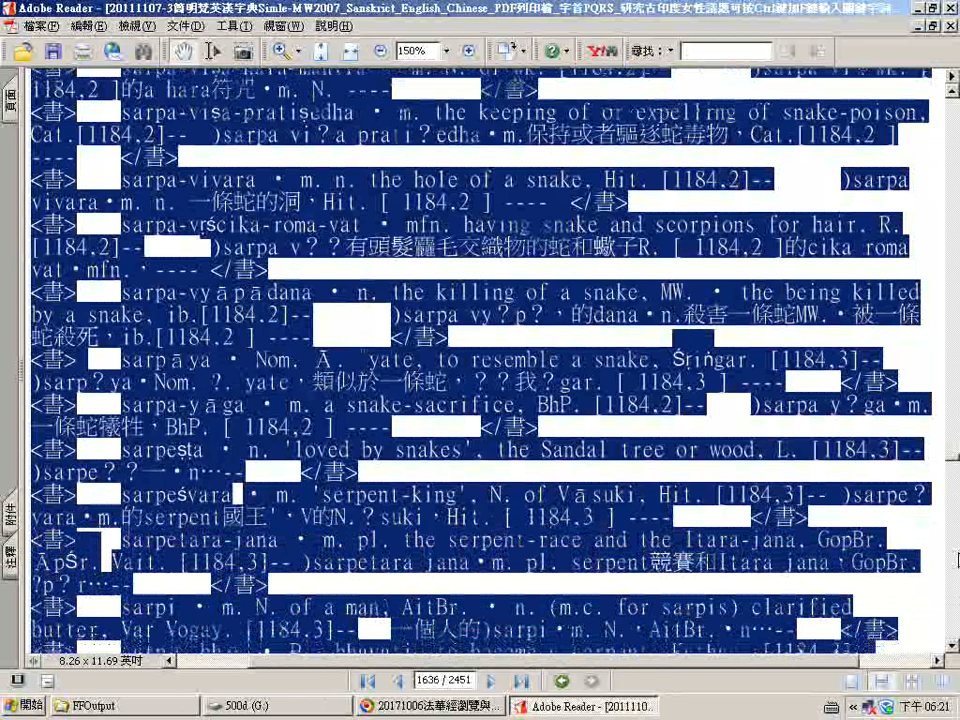 Adobe Reader - [20111107-3簡明梵英漢字典Simle-MW2007_Sanskrict_English_Chinese_PDF列印檔_字首PQRS_研究古印度女性議題可按Ctrl鍵加F鍵輸入關鍵字詞
檔案(F) 編輯(E) 檢視(V) 文件(D) 工具(T) 視窗(W) 說明(H)
150% 尋找：
頁面
1184,2 ]的a hara符咒‧m. N. ---- </書>
<書> sarpa-viṣa-pratiṣedha ‧ m. the keeping of or expelling of snake-poison,
Cat.[1184,2]-- )sarpa vi?a prati?edha‧m.保持或者驅逐蛇毒物，Cat.[1184,2 ]
---- </書>
<書> sarpa-vivara ‧ m. n. the hole of a snake, Hit. [1184,2]-- )sarpa
vivara‧m. n. 一條蛇的洞，Hit. [ 1184,2 ] ---- </書>
<書> sarpa-vṛścika-roma-vat ‧ mfn. having snake and scorpions for hair. R.
[1184,2]-- )sarpa v??有頭髮靐毛交織物的蛇和蠍子R. [ 1184,2 ]的cika roma
vat‧mfn.，---- </書>
<書> sarpa-vyāpādana ‧ n. the killing of a snake, MW. ‧ the being killed
by a snake, ib.[1184,2]-- )sarpa vy?p?，的dana‧n.殺害一條蛇MW.‧被一條
蛇殺死，ib.[1184,2 ] ---- </書>
<書> sarpāya ‧ Nom. Ā. °yate, to resemble a snake, Śṛiṅgar. [1184,3]--
)sarp?ya‧Nom. ?. yate，類似於一條蛇，??我?gar. [ 1184,3 ] ---- </書>
<書> sarpa-yāga ‧ m. a snake-sacrifice, BhP. [1184,2]-- )sarpa y?ga‧m.
一條蛇犧牲，BhP. [ 1184,2 ] ---- </書>
<書> sarpeṣṭa ‧ n. 'loved by snakes', the Sandal tree or wood, L. [1184,3]--
)sarpe??一‧n…-- </書>
<書> sarpeśvara ‧ m. 'serpent-king', N. of Vāsuki, Hit. [1184,3]-- )sarpe?
vara‧m.的serpent國王'，V的N.?suki，Hit. [ 1184,3 ] ---- </書>
<書> sarpetara-jana ‧ m. pl. the serpent-race and the Itara-jana, GopBr.
ĀpŚr. Vait. [1184,3]-- )sarpetara jana‧m. pl. serpent競賽和Itara jana，GopBr.
?p?r…-- </書>
<書> sarpi ‧ m. N. of a man, AitBr. ‧ n. (m.c. for sarpis) clarified
butter, Var Yogay. [1184,3]-- 一個人的)sarpi‧m. N.，AitBr.‧n…-- </書>
附件
注釋
8.26 x 11.69 英吋
1636 / 2451
開始 FFOutput 500d (G:) 20171006法華經瀏覽與... Adobe Reader - [2011110... 下午 06:21